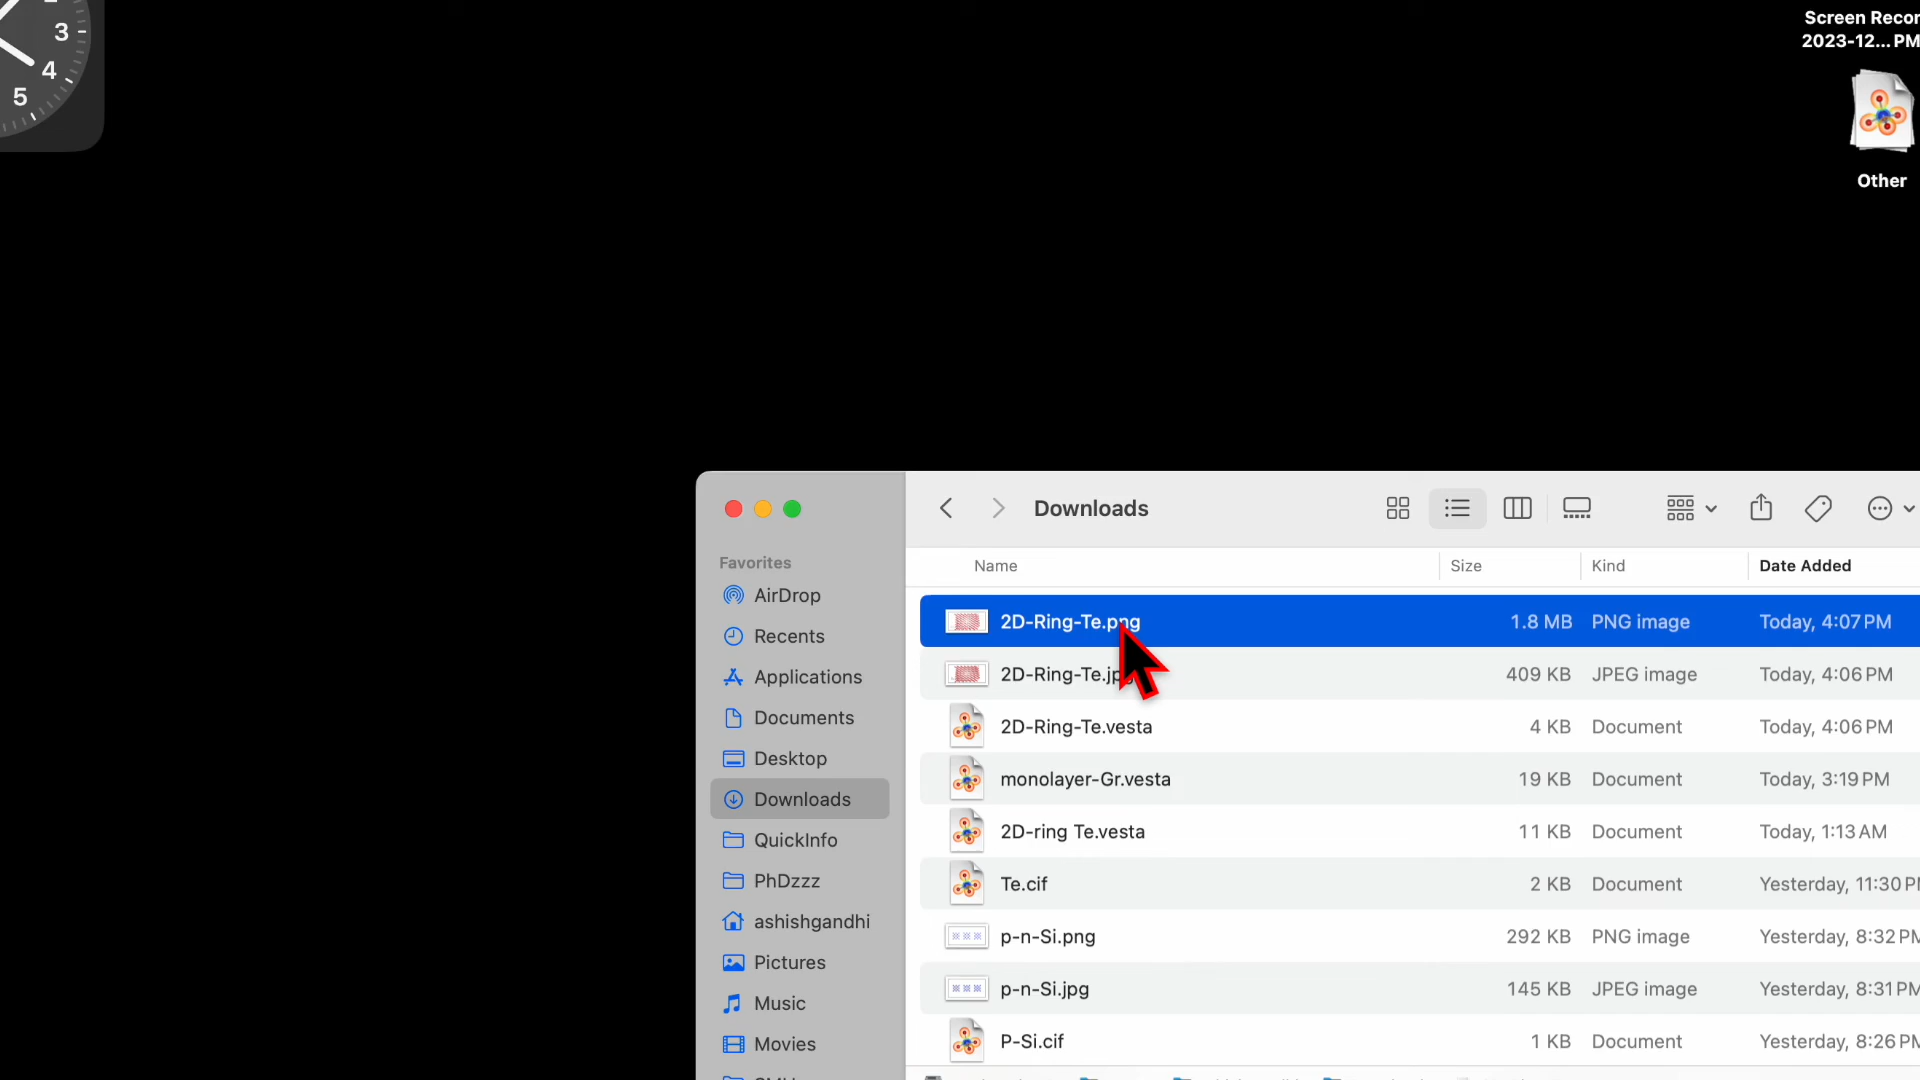 3
4
5
Screen Recor
2023-12... PM
Other
Downloads
Name Size Kind Date Added
Favorites
AirDrop
Recents
Applications
Documents
Desktop
Downloads
QuickInfo
PhDzzz
ashishgandhi
Pictures
Music
Movies
2D-Ring-Te.png 1.8 MB PNG image Today, 4:07 PM
2D-Ring-Te.jpg 409 KB JPEG image Today, 4:06 PM
2D-Ring-Te.vesta 4 KB Document Today, 4:06 PM
monolayer-Gr.vesta 19 KB Document Today, 3:19 PM
2D-ring Te.vesta 11 KB Document Today, 1:13 AM
Te.cif 2 KB Document Yesterday, 11:30 PM
p-n-Si.png 292 KB PNG image Yesterday, 8:32 PM
p-n-Si.jpg 145 KB JPEG image Yesterday, 8:31 PM
P-Si.cif 1 KB Document Yesterday, 8:26 PM